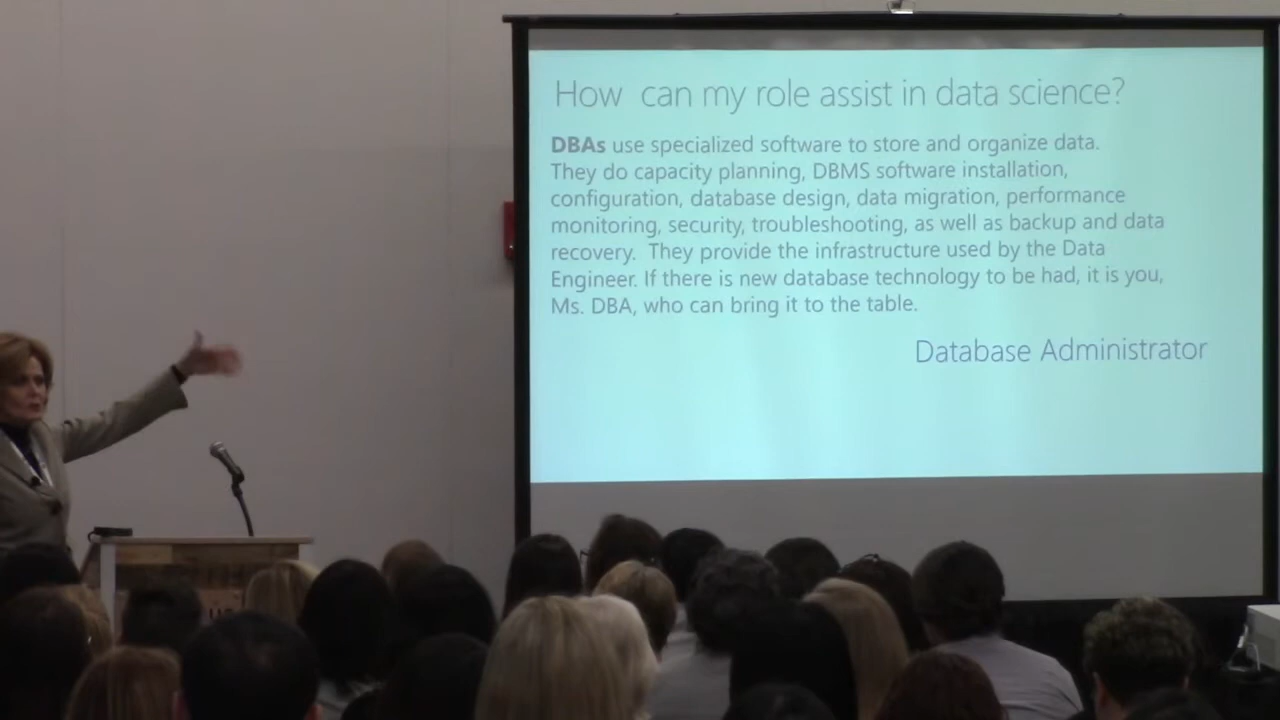 How can my role assist in data science?
DBAs use specialized software to store and organize data.
They do capacity planning, DBMS software installation,
configuration, database design, data migration, performance
monitoring, security, troubleshooting, as well as backup and data
recovery. They provide the infrastructure used by the Data
Engineer. If there is new database technology to be had, it is you,
Ms. DBA, who can bring it to the table.
Database Administrator